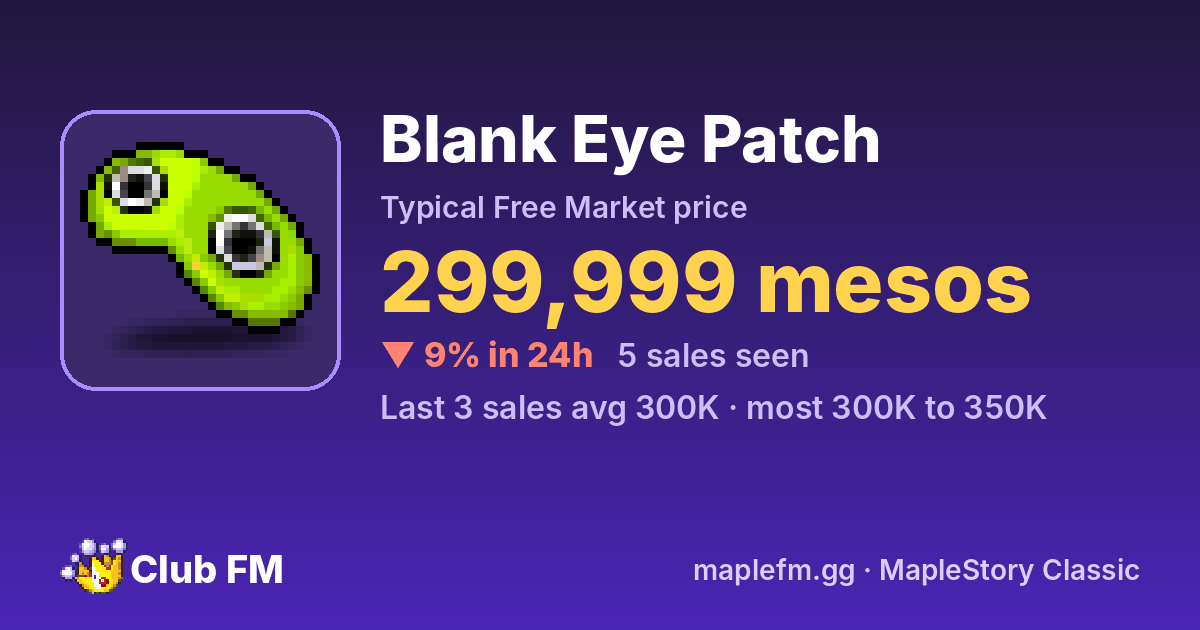 Blank Eye Patch
Typical Free Market price
299,999 mesos
▼ 9% in 24h 5 sales seen
Last 3 sales avg 300K · most 300K to 350K
Club FM
maplefm.gg · MapleStory Classic